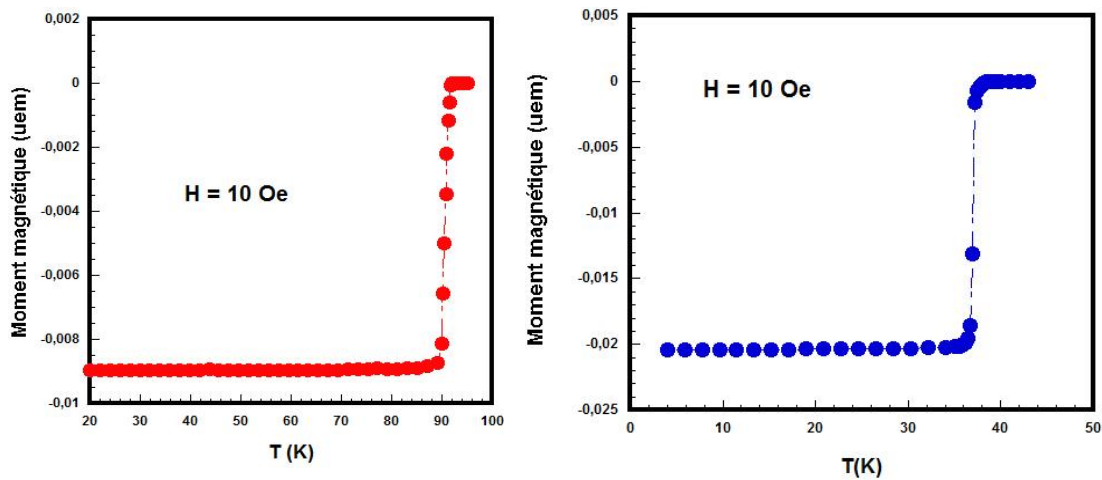 0,002
0
-0,002
-0,004
-0,006
-0,008
-0,01
Moment magnétique (uem)
H = 10 Oe
20 30 40 50 60 70 80 90 100
T (K)
0,005
0
-0,005
-0,01
-0,015
-0,02
-0,025
Moment magnétique (uem)
H = 10 Oe
0 10 20 30 40 50
T(K)